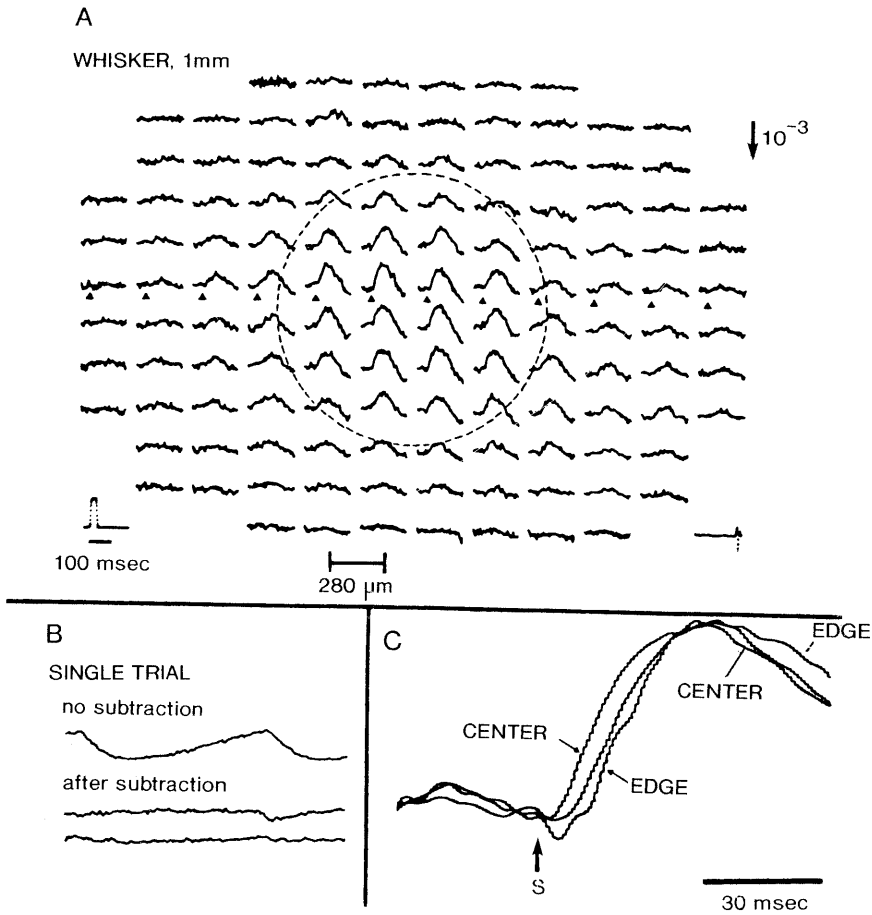 A
WHISKER, 1mm
10⁻³
100 msec
280 μm
B
SINGLE TRIAL
no subtraction
after subtraction
C
EDGE
CENTER
CENTER
EDGE
S
30 msec